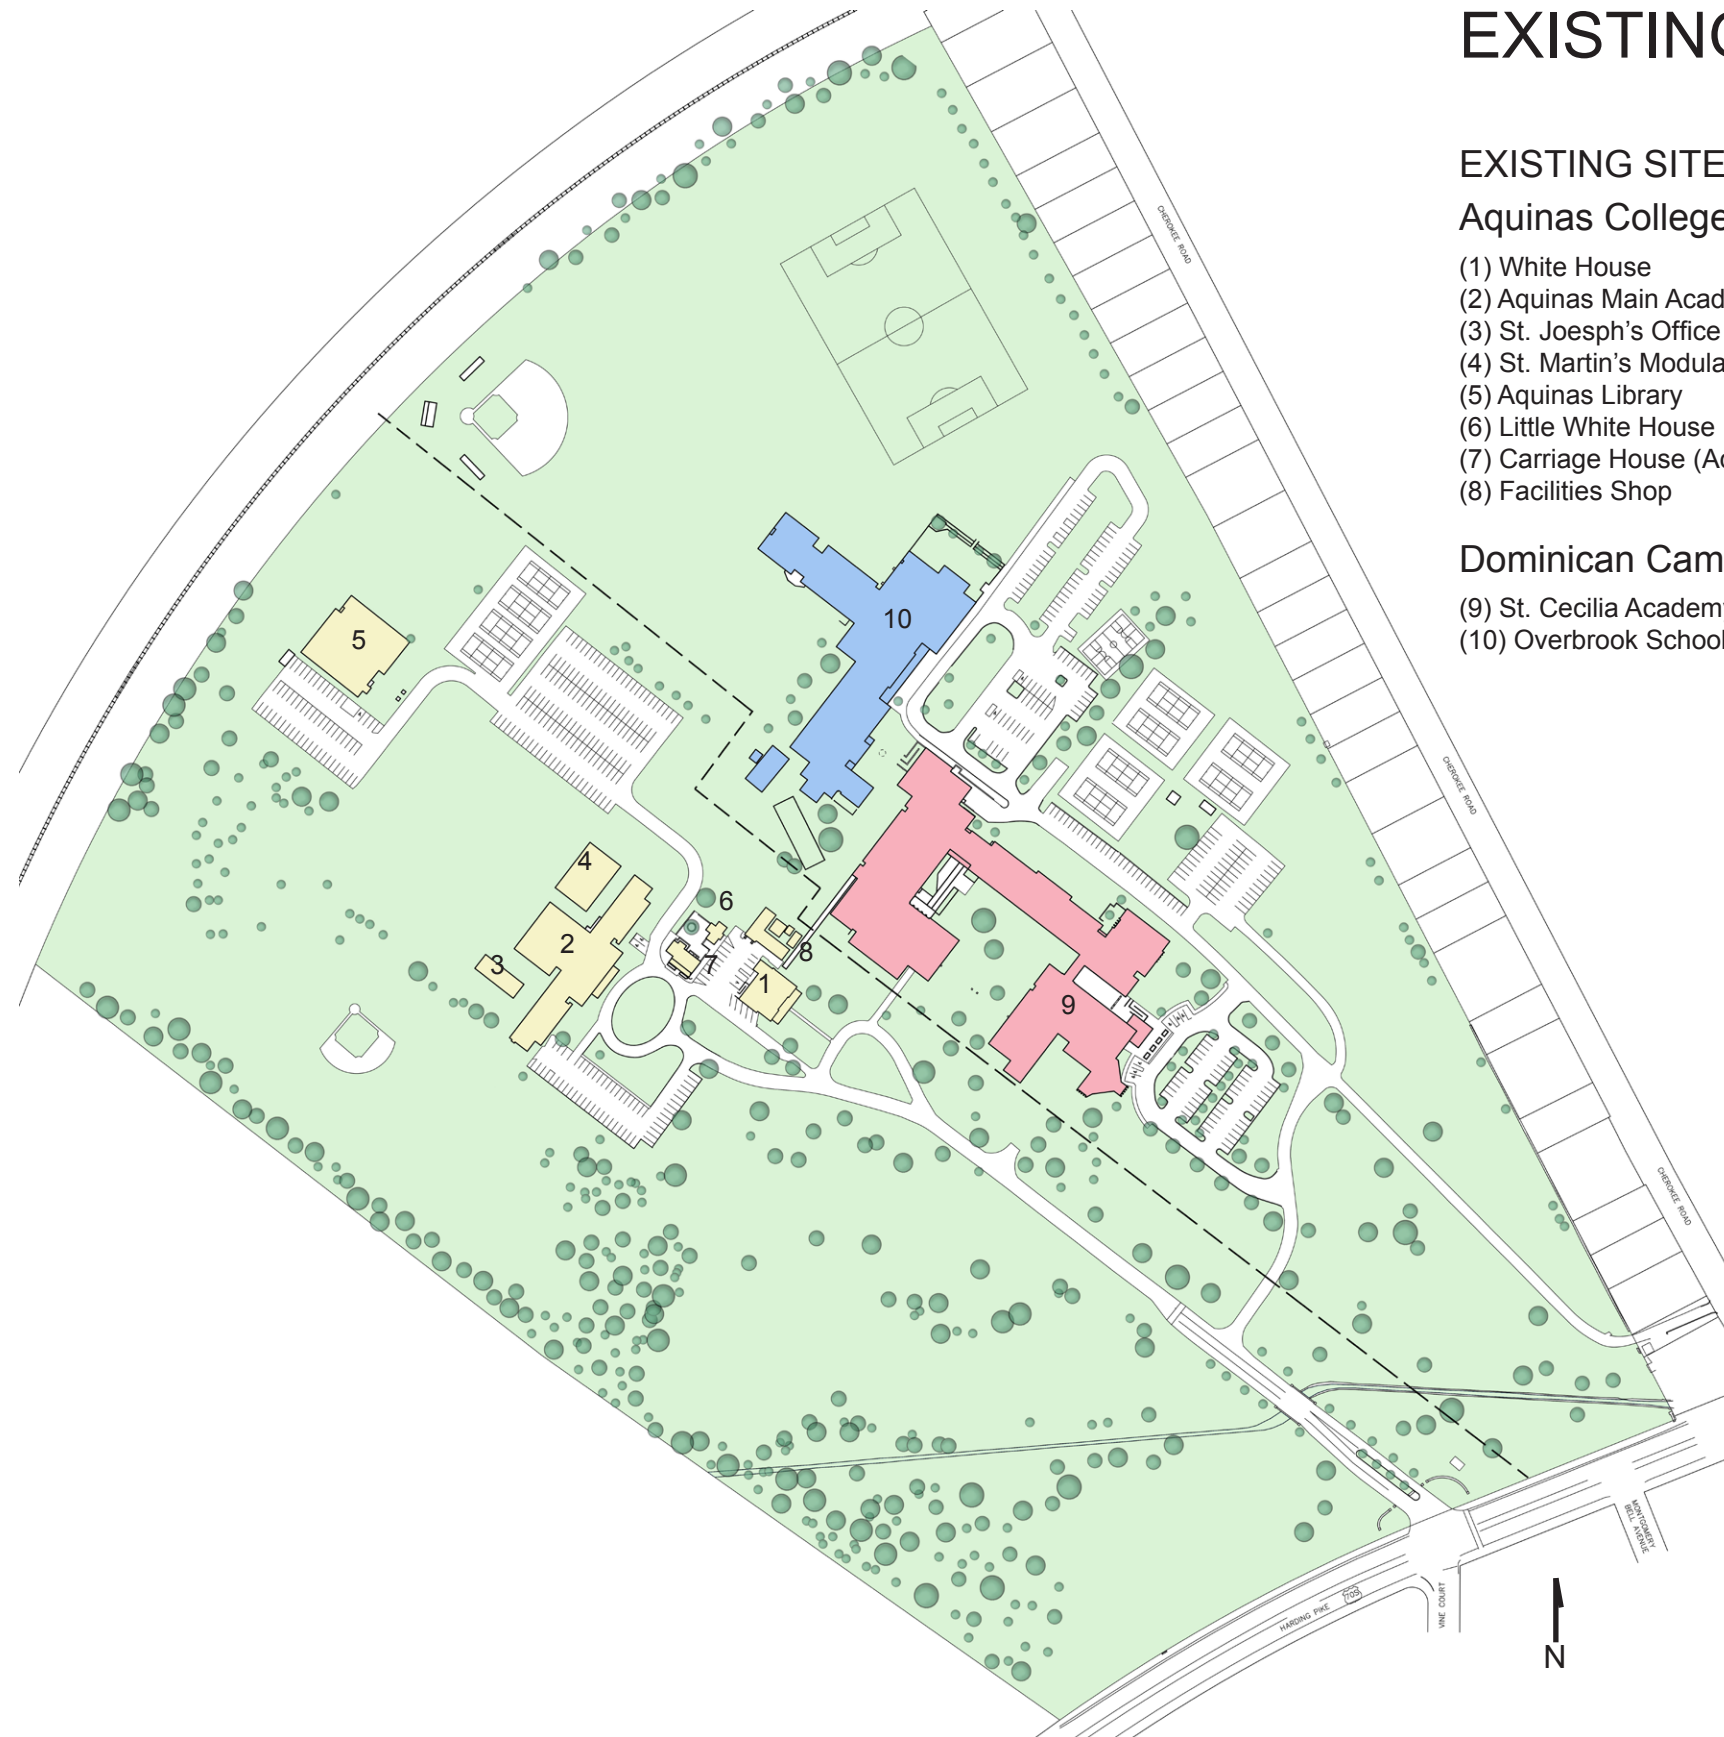 EXISTING
EXISTING SITE
Aquinas College
(1) White House
(2) Aquinas Main Acad
(3) St. Joesph's Office
(4) St. Martin's Modula
(5) Aquinas Library
(6) Little White House
(7) Carriage House (Ad
(8) Facilities Shop
Dominican Cam
(9) St. Cecilia Academy
(10) Overbrook School
CHEROKEE ROAD
10
5
CHEROKEE ROAD
4
6
2
8
3
7
1
9
CHEROKEE ROAD
MONTGOMERY
BELL AVENUE
HARDING PIKE
70S
VINE COURT
N